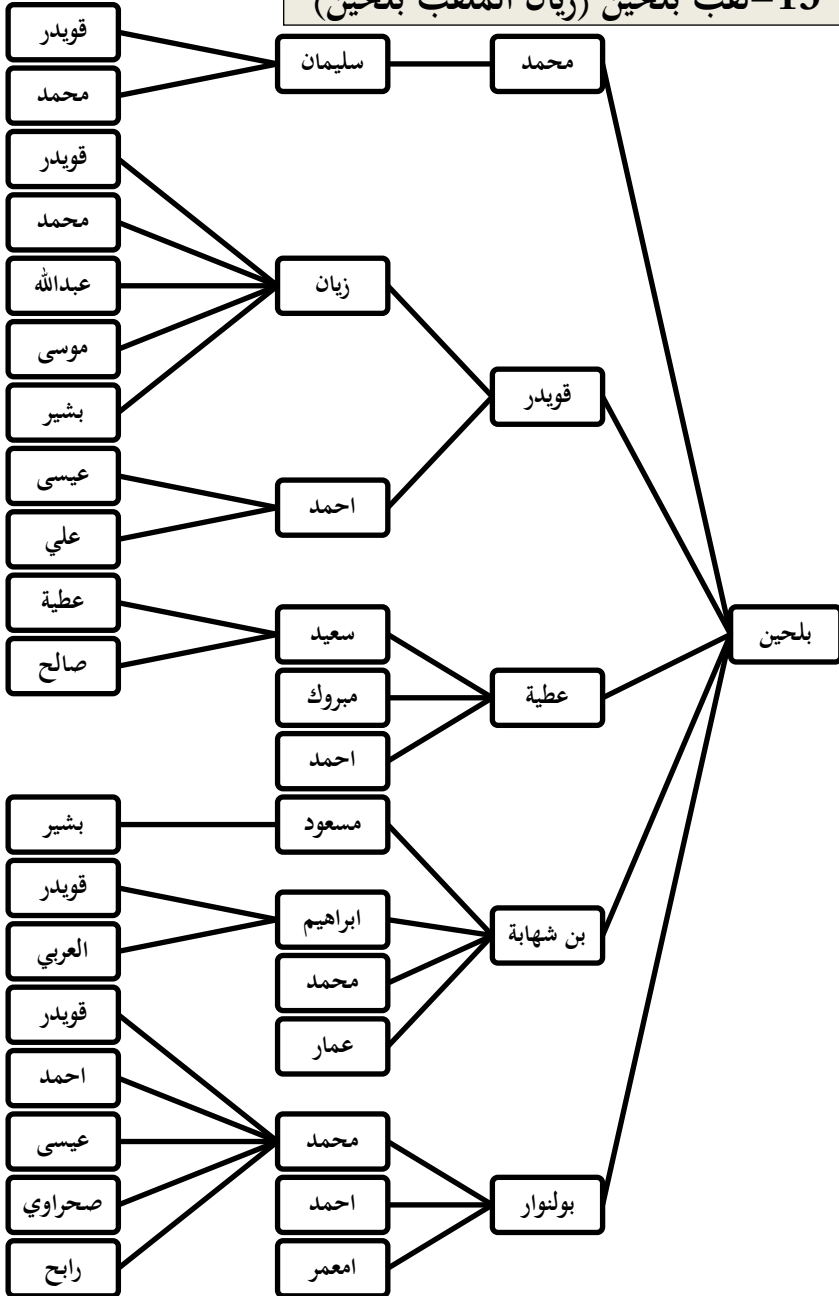 15–لقب بلحين (زيان الملقب بلحين)
بلحين
محمد
سليمان
قويدر
محمد
قويدر
زيان
قويدر
محمد
عبدالله
موسى
بشير
احمد
عيسى
علي
عطية
سعيد
عطية
صالح
مبروك
احمد
بن شهابة
مسعود
بشير
ابراهيم
قويدر
العربي
محمد
عمار
بولنوار
محمد
قويدر
احمد
عيسى
صحراوي
رابح
احمد
امعمر